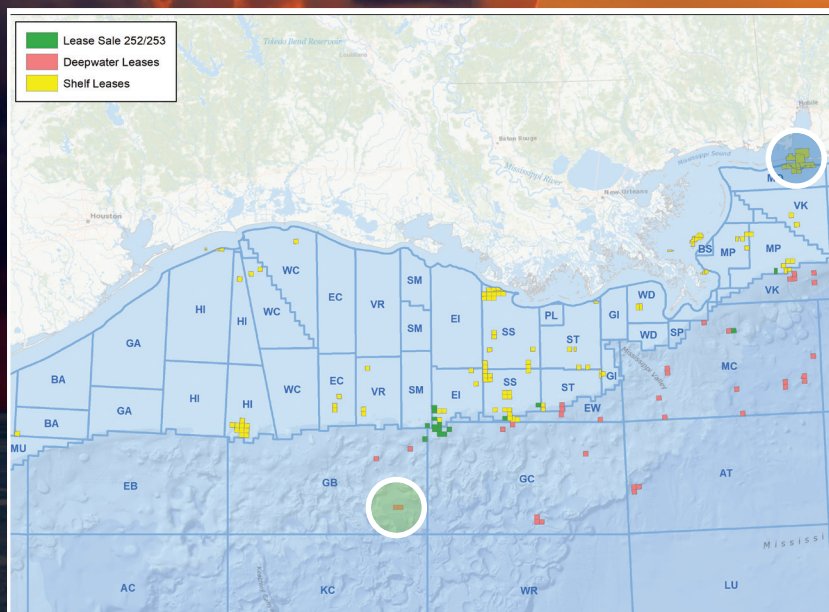 Lease Sale 252/253
Deepwater Leases
Shelf Leases
Toledo Bend Reservoir
Louisiana
Mobile
Baton Rouge
Mississippi River
Mississippi Sound
New Orleans
Houston
VK
BS
MP
MP
VK
WC
SM
EC
VR
WC
HI
HI
GA
SM
EI
SS
PL
ST
GI
WD
WD
SP
MC
Mississippi Valley
BA
GA
HI
HI
WC
EC
VR
SM
EI
SS
ST
GI
EW
BA
MU
EB
GB
GC
AT
Mississi
AC
KC
WR
LU